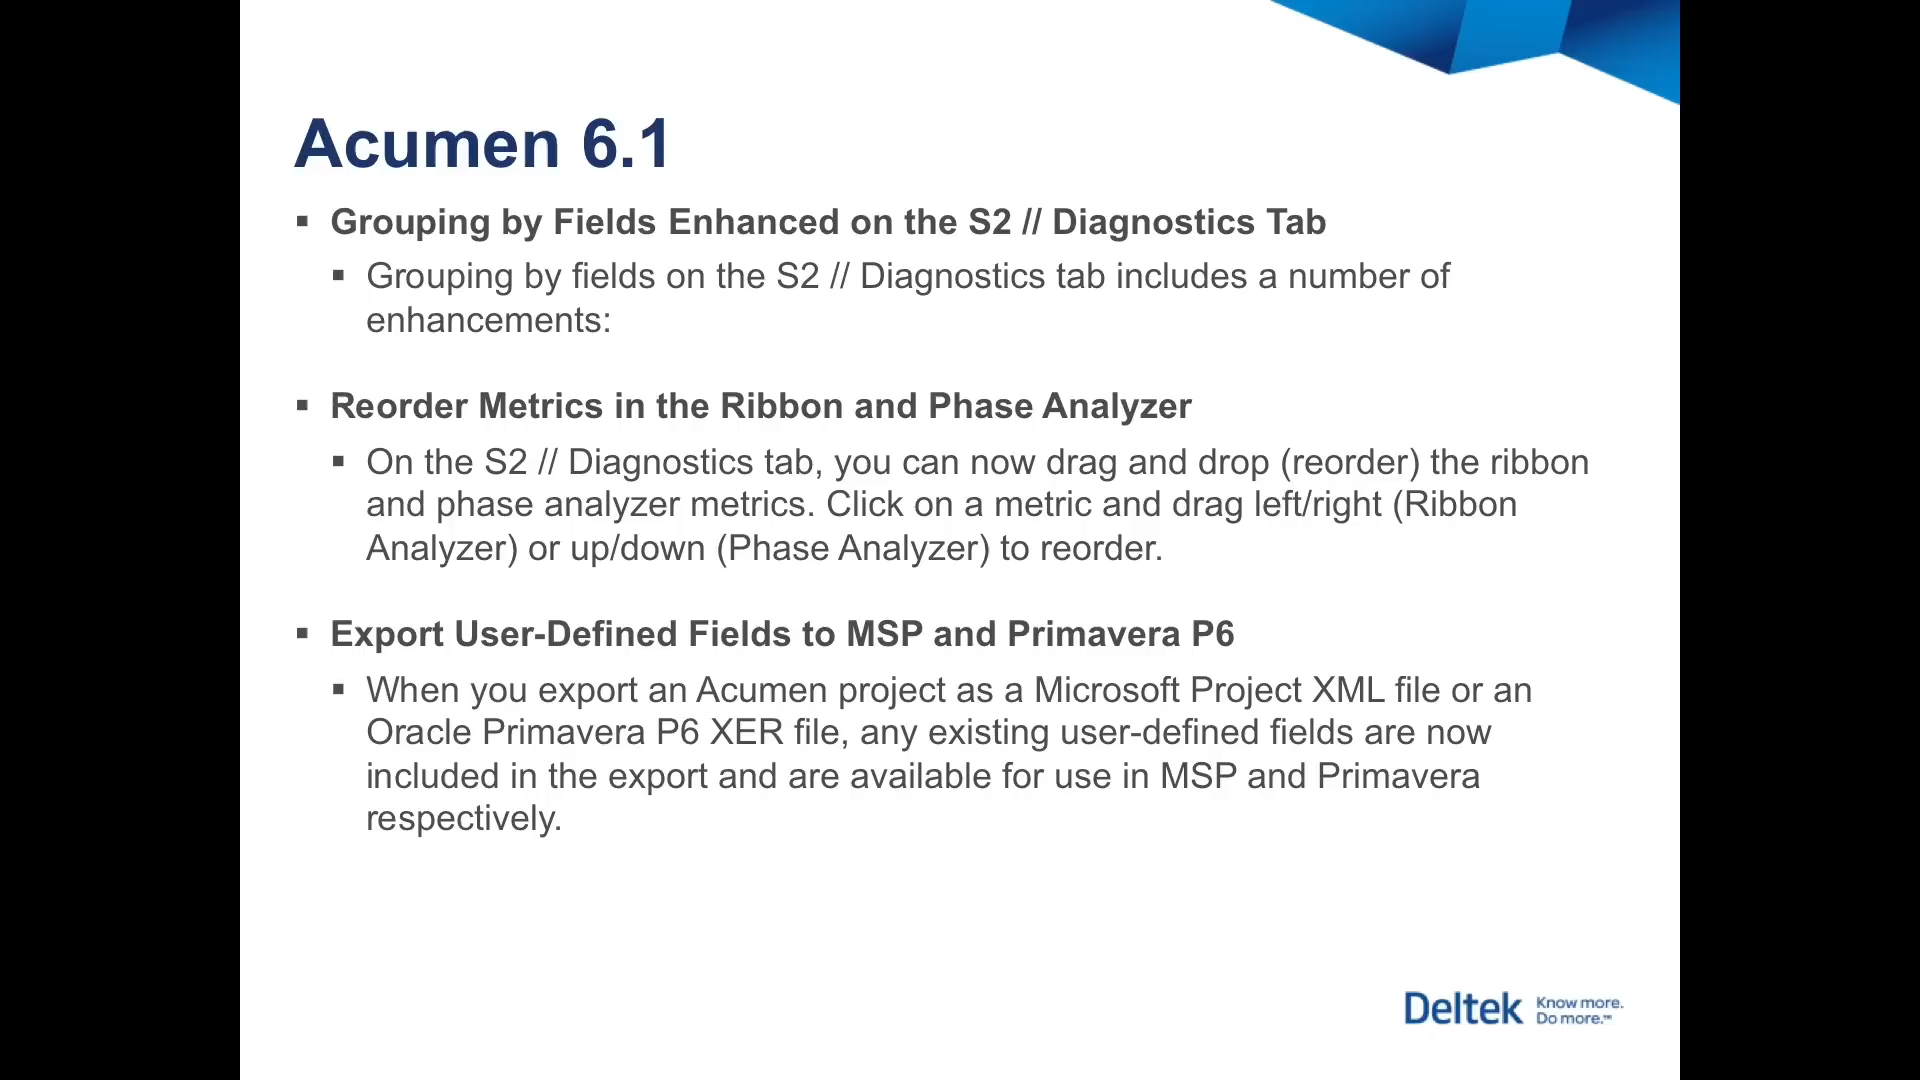 Acumen 6.1
▪ Grouping by Fields Enhanced on the S2 // Diagnostics Tab
▪ Grouping by fields on the S2 // Diagnostics tab includes a number of
enhancements:
▪ Reorder Metrics in the Ribbon and Phase Analyzer
▪ On the S2 // Diagnostics tab, you can now drag and drop (reorder) the ribbon
and phase analyzer metrics. Click on a metric and drag left/right (Ribbon
Analyzer) or up/down (Phase Analyzer) to reorder.
▪ Export User-Defined Fields to MSP and Primavera P6
▪ When you export an Acumen project as a Microsoft Project XML file or an
Oracle Primavera P6 XER file, any existing user-defined fields are now
included in the export and are available for use in MSP and Primavera
respectively.
Deltek
Know more.
Do more.™